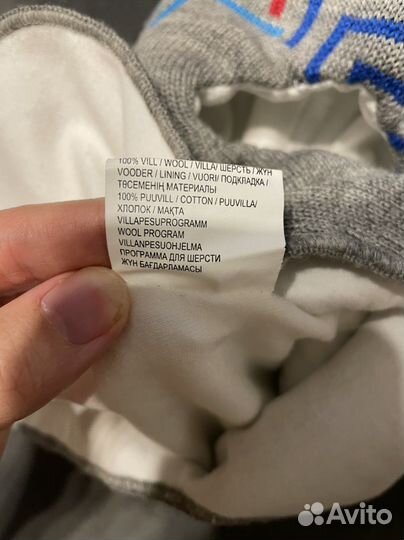 100% VILL / WOOL / VILLA/ ШЕРСТЬ / ЖҮН
VOODER / LINING / VUORI/ ПОДКЛАДКА /
ТӨСЕМЕНІҢ МАТЕРИАЛЫ
100% PUUVILL / COTTON / PUUVILLA/
ХЛОПОК / МАҚТА
VILLAPESUPROGRAMM
WOOL PROGRAM
VILLANPESUOHJELMA
ПРОГРАММА ДЛЯ ШЕРСТИ
ЖҮН БАҒДАРЛАМАСЫ
Avito